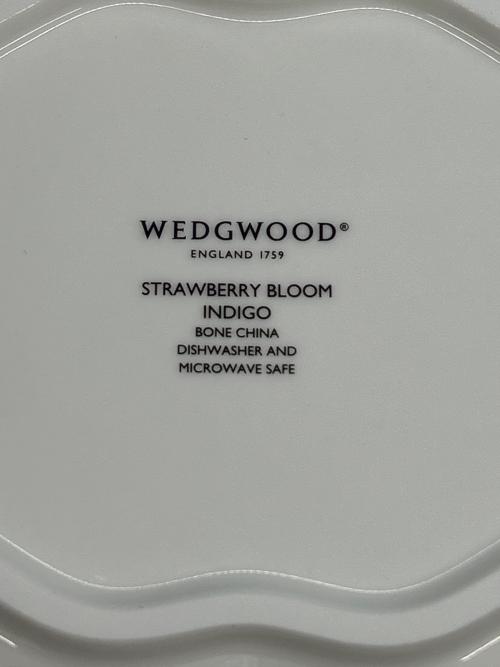 WEDGWOOD®
ENGLAND 1759
STRAWBERRY BLOOM
INDIGO
BONE CHINA
DISHWASHER AND
MICROWAVE SAFE